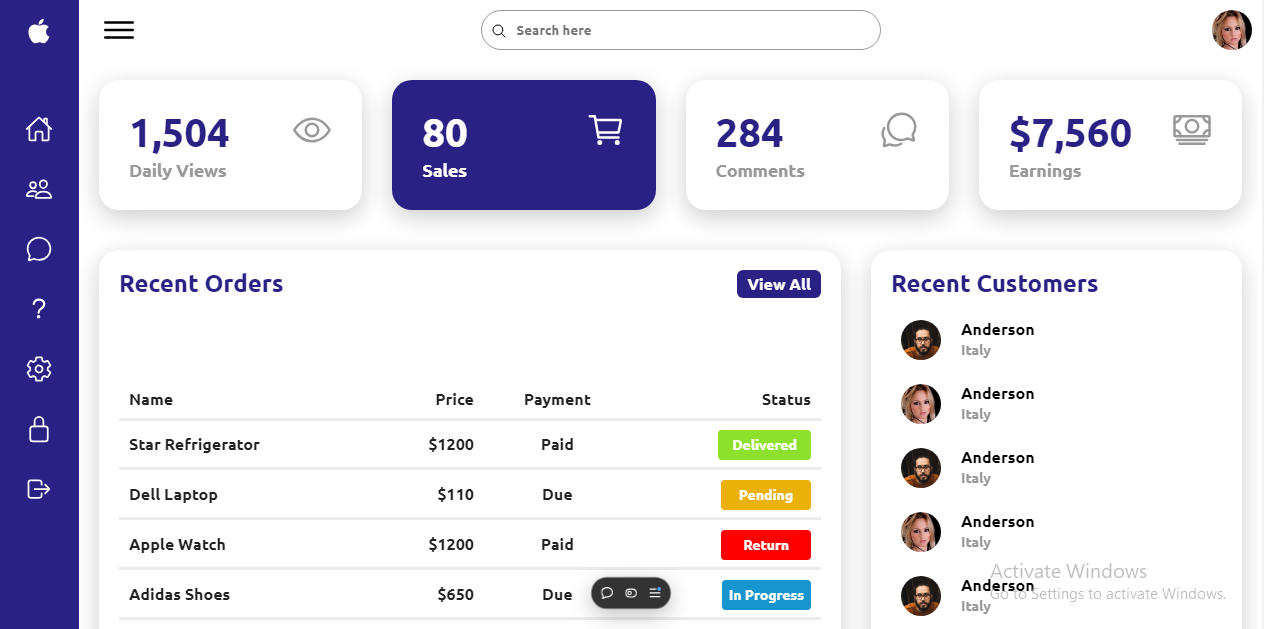 Search here
1,504
Daily Views
80
Sales
284
Comments
$7,560
Earnings
Recent Orders
View All
Name Price Payment Status
Star Refrigerator $1200 Paid Delivered
Dell Laptop $110 Due Pending
Apple Watch $1200 Paid Return
Adidas Shoes $650 Due In Progress
Recent Customers
Anderson
Italy
Anderson
Italy
Anderson
Italy
Anderson
Italy
Anderson
Italy
Activate Windows
Go to Settings to activate Windows.